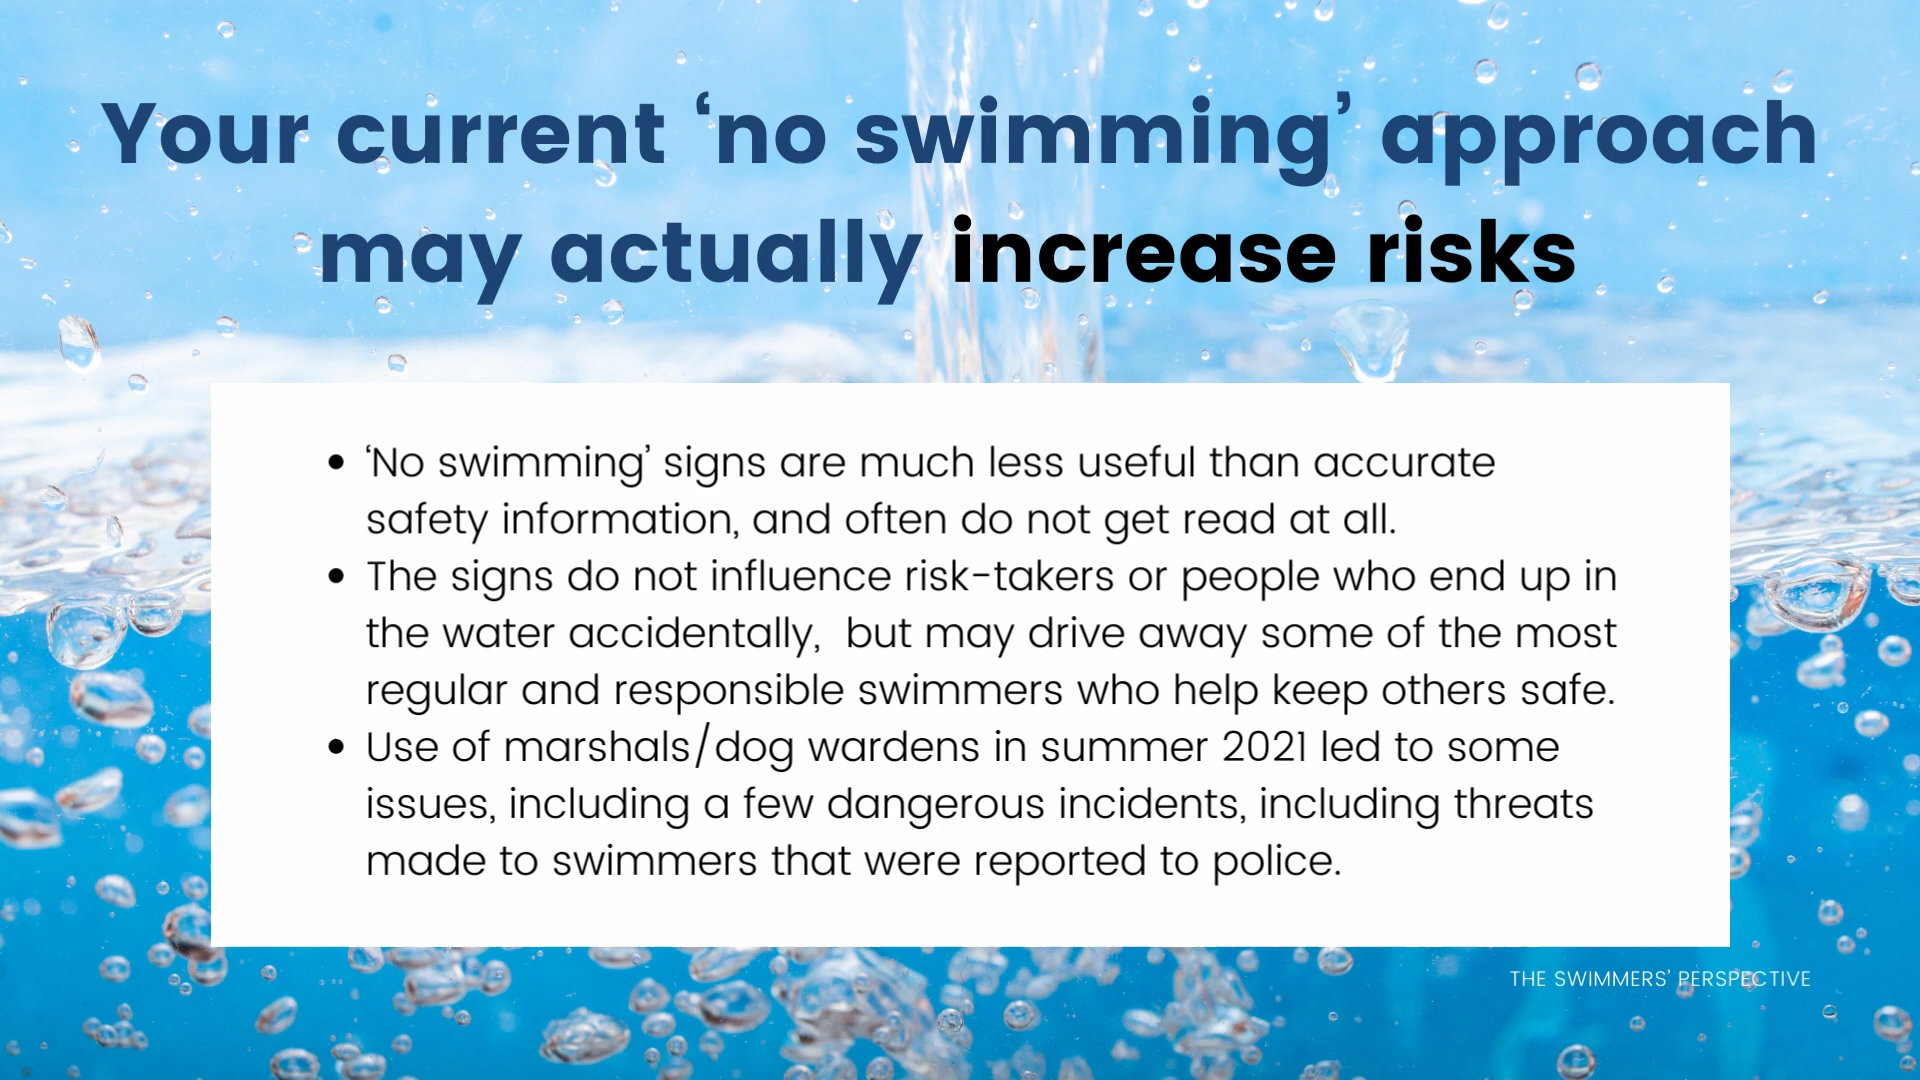 Your current ‘no swimming’ approach
may actually increase risks
• ‘No swimming’ signs are much less useful than accurate
safety information, and often do not get read at all.
• The signs do not influence risk-takers or people who end up in
the water accidentally,  but may drive away some of the most
regular and responsible swimmers who help keep others safe.
• Use of marshals/dog wardens in summer 2021 led to some
issues, including a few dangerous incidents, including threats
made to swimmers that were reported to police.
THE SWIMMERS’ PERSPECTIVE